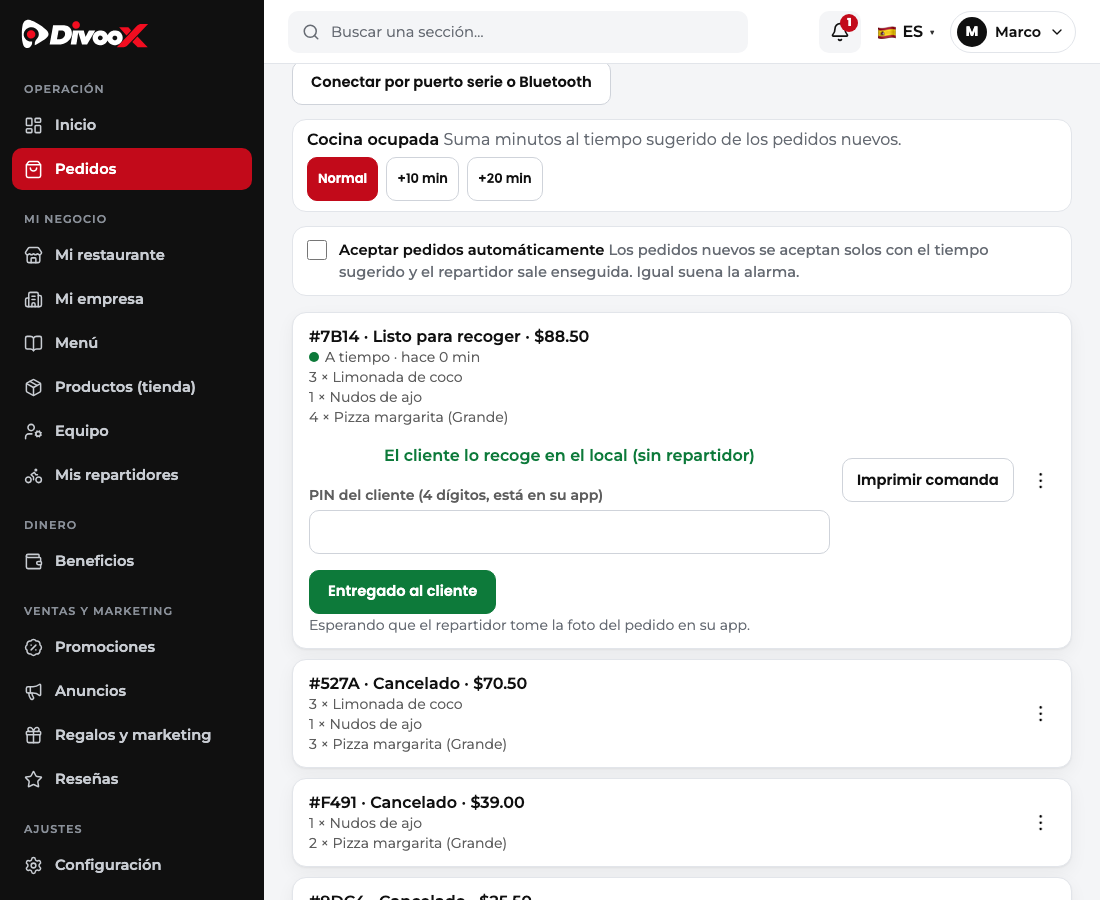 DivooX
Buscar una sección...
1
ES
M
Marco
OPERACIÓN
Inicio
Pedidos
MI NEGOCIO
Mi restaurante
Mi empresa
Menú
Productos (tienda)
Equipo
Mis repartidores
DINERO
Beneficios
VENTAS Y MARKETING
Promociones
Anuncios
Regalos y marketing
Reseñas
AJUSTES
Configuración
Conectar por puerto serie o Bluetooth
Cocina ocupada Suma minutos al tiempo sugerido de los pedidos nuevos.
Normal
+10 min
+20 min
Aceptar pedidos automáticamente Los pedidos nuevos se aceptan solos con el tiempo
sugerido y el repartidor sale enseguida. Igual suena la alarma.
#7B14 · Listo para recoger · $88.50
A tiempo · hace 0 min
3 × Limonada de coco
1 × Nudos de ajo
4 × Pizza margarita (Grande)
El cliente lo recoge en el local (sin repartidor)
PIN del cliente (4 dígitos, está en su app)
Entregado al cliente
Esperando que el repartidor tome la foto del pedido en su app.
Imprimir comanda
#527A · Cancelado · $70.50
3 × Limonada de coco
1 × Nudos de ajo
3 × Pizza margarita (Grande)
#F491 · Cancelado · $39.00
1 × Nudos de ajo
2 × Pizza margarita (Grande)